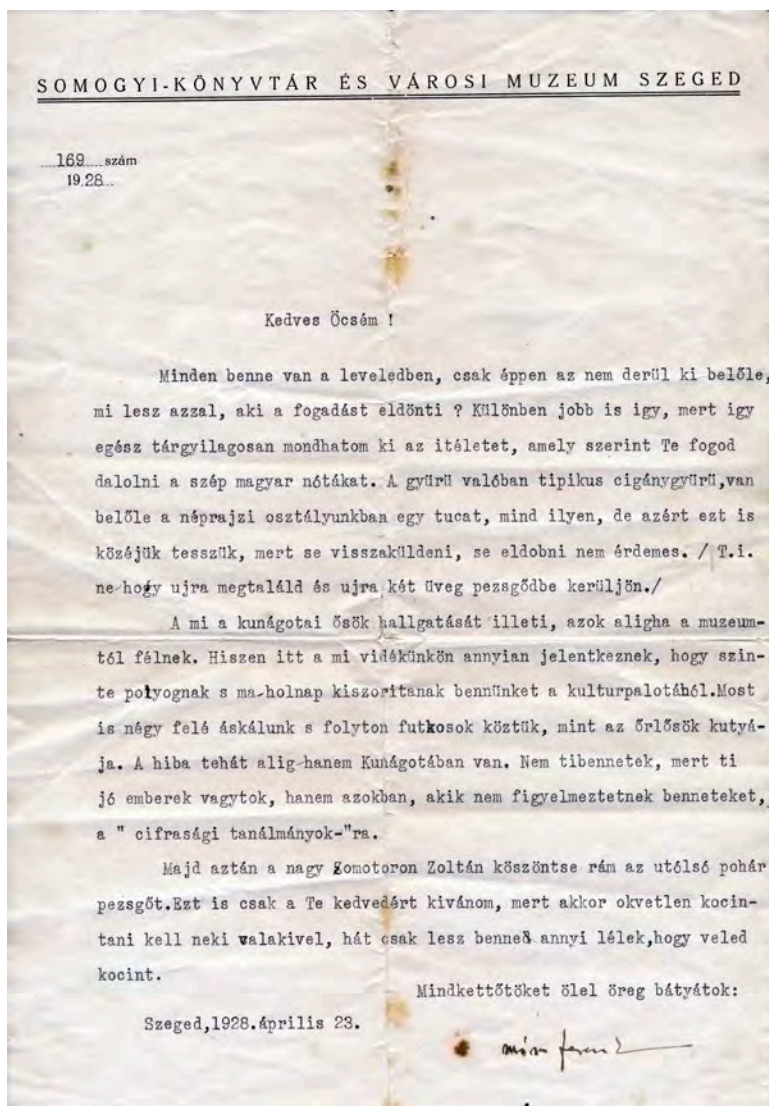 SOMOGYI-KÖNYVTÁR ÉS VÁROSI MUZEUM SZEGED
169 szám
1928
Kedves Öcsém !
Minden benne van a leveledben, csak éppen az nem derül ki belőle,
mi lesz azzal, aki a fogadást eldönti ? Különben jobb is igy, mert igy
egész tárgyilagosan mondhatom ki az itéletet, amely szerint Te fogod
dalolni a szép magyar nótákat. A gyürü valóban tipikus cigánygyürü,van
belőle a néprajzi osztályunkban egy tucat, mind ilyen, de azért ezt is
közéjük tesszük, mert se visszaküldeni, se eldobni nem érdemes. / T.i.
ne-hogy ujra megtaláld és ujra két üveg pezsgődbe kerüljön./
A mi a kunágotai ősök hallgatását illeti, azok aligha a muzeum-
tól félnek. Hiszen itt a mi vidékünkön annyian jelentkeznek, hogy szin-
te polyognak s ma-holnap kiszoritanak bennünket a kulturpalotából.Most
is négy felé áskálunk s folyton futkosok köztük, mint az őrlősök kutyá-
ja. A hiba tehát alig-hanem Kunágotában van. Nem tibennetek, mert ti
jó emberek vagytok, hanem azokban, akik nem figyelmeztetnek benneteket,
a " cifrasági tanálmányok-"ra.
Majd aztán a nagy Zomotoron Zoltán köszöntse rám az utólsó pohár
pezsgőt.Ezt is csak a Te kedvedért kivánom, mert akkor okvetlen kocin-
tani kell neki valakivel, hát csak lesz benned annyi lélek,hogy veled
kocint.
Mindkettőtöket ölel öreg bátyátok:
Szeged,1928.április 23.
Móra Ferenc